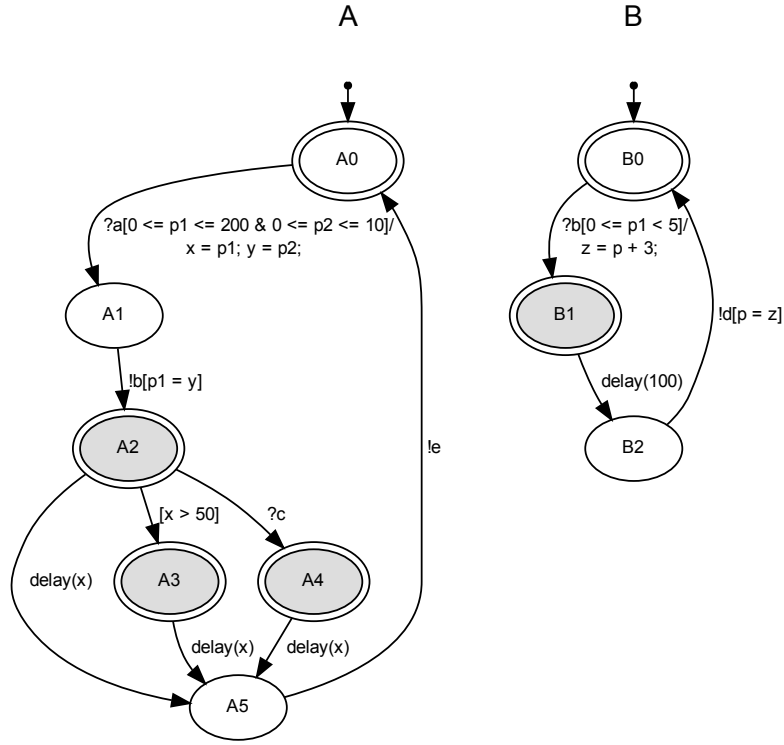 A
B
A0
B0
?a[0 <= p1 <= 200 & 0 <= p2 <= 10]/
x = p1; y = p2;
?b[0 <= p1 < 5]/
z = p + 3;
A1
B1
!d[p = z]
!b[p1 = y]
delay(100)
A2
B2
!e
[x > 50]
?c
delay(x)
A3
A4
delay(x)
delay(x)
A5